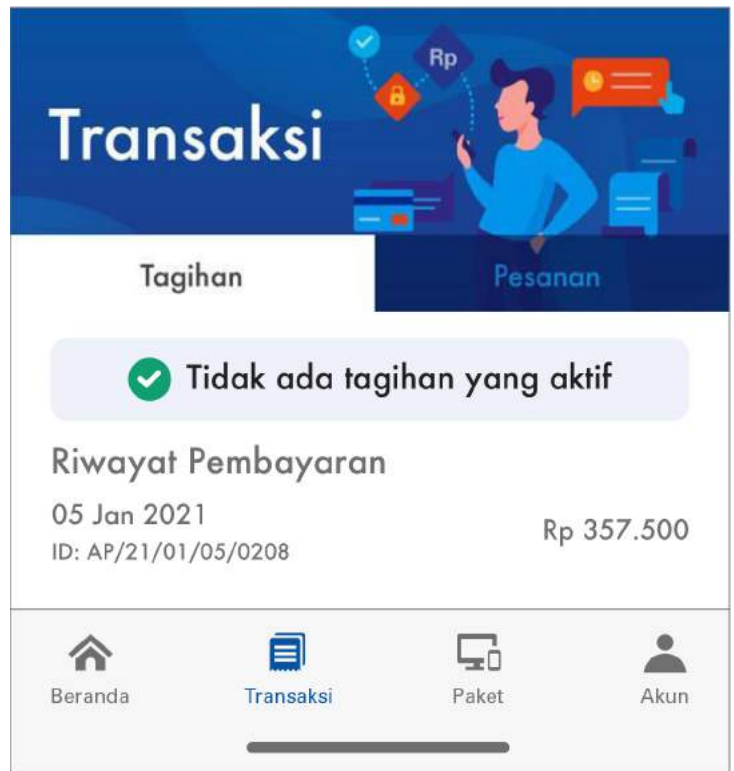 Rp
Transaksi
Tagihan
Pesanan
Tidak ada tagihan yang aktif
Riwayat Pembayaran
05 Jan 2021
Rp 357.500
ID: AP/21/01/05/0208
Beranda
Transaksi
Paket
Akun